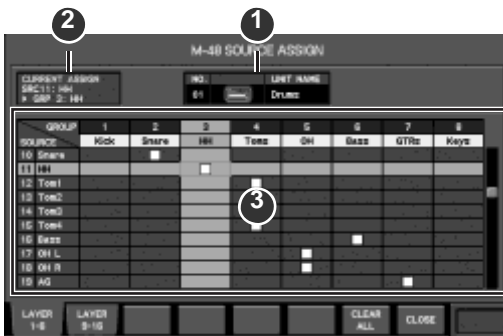 2
1
M-48 SOURCE ASSIGN
CURRENT ASSIGN
SRC11: HH
GRP 2: HH
NO. UNIT NAME
01 Drums
GROUP 1 2 3 4 5 6 7 8
SOURCE Kick Snare HH Toms OH Bass GTRs Keys
10 Snare
11 HH
12 Tom1
13 Tom2
14 Tom3
3
15 Tom4
16 Bass
17 OH L
18 OH R
19 AG
LAYER 1-8
LAYER 9-16
CLEAR ALL
CLOSE